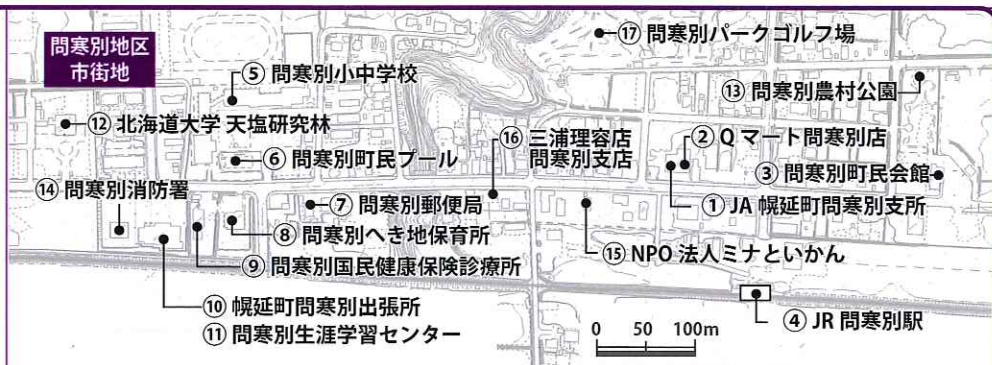 問寒別地区
市街地
⑰ 問寒別パークゴルフ場
⑤ 問寒別小中学校
⑬ 問寒別農村公園
⑫ 北海道大学 天塩研究林
⑯ 三浦理容店
問寒別支店
② Qマート問寒別店
⑥ 問寒別町民プール
③ 問寒別町民会館
⑭ 問寒別消防署
⑦ 問寒別郵便局
① JA 幌延町問寒別支所
⑧ 問寒別へき地保育所
⑮ NPO 法人ミナといかん
⑨ 問寒別国民健康保険診療所
⑩ 幌延町問寒別出張所
⑪ 問寒別生涯学習センター
0 50 100m
④ JR 問寒別駅